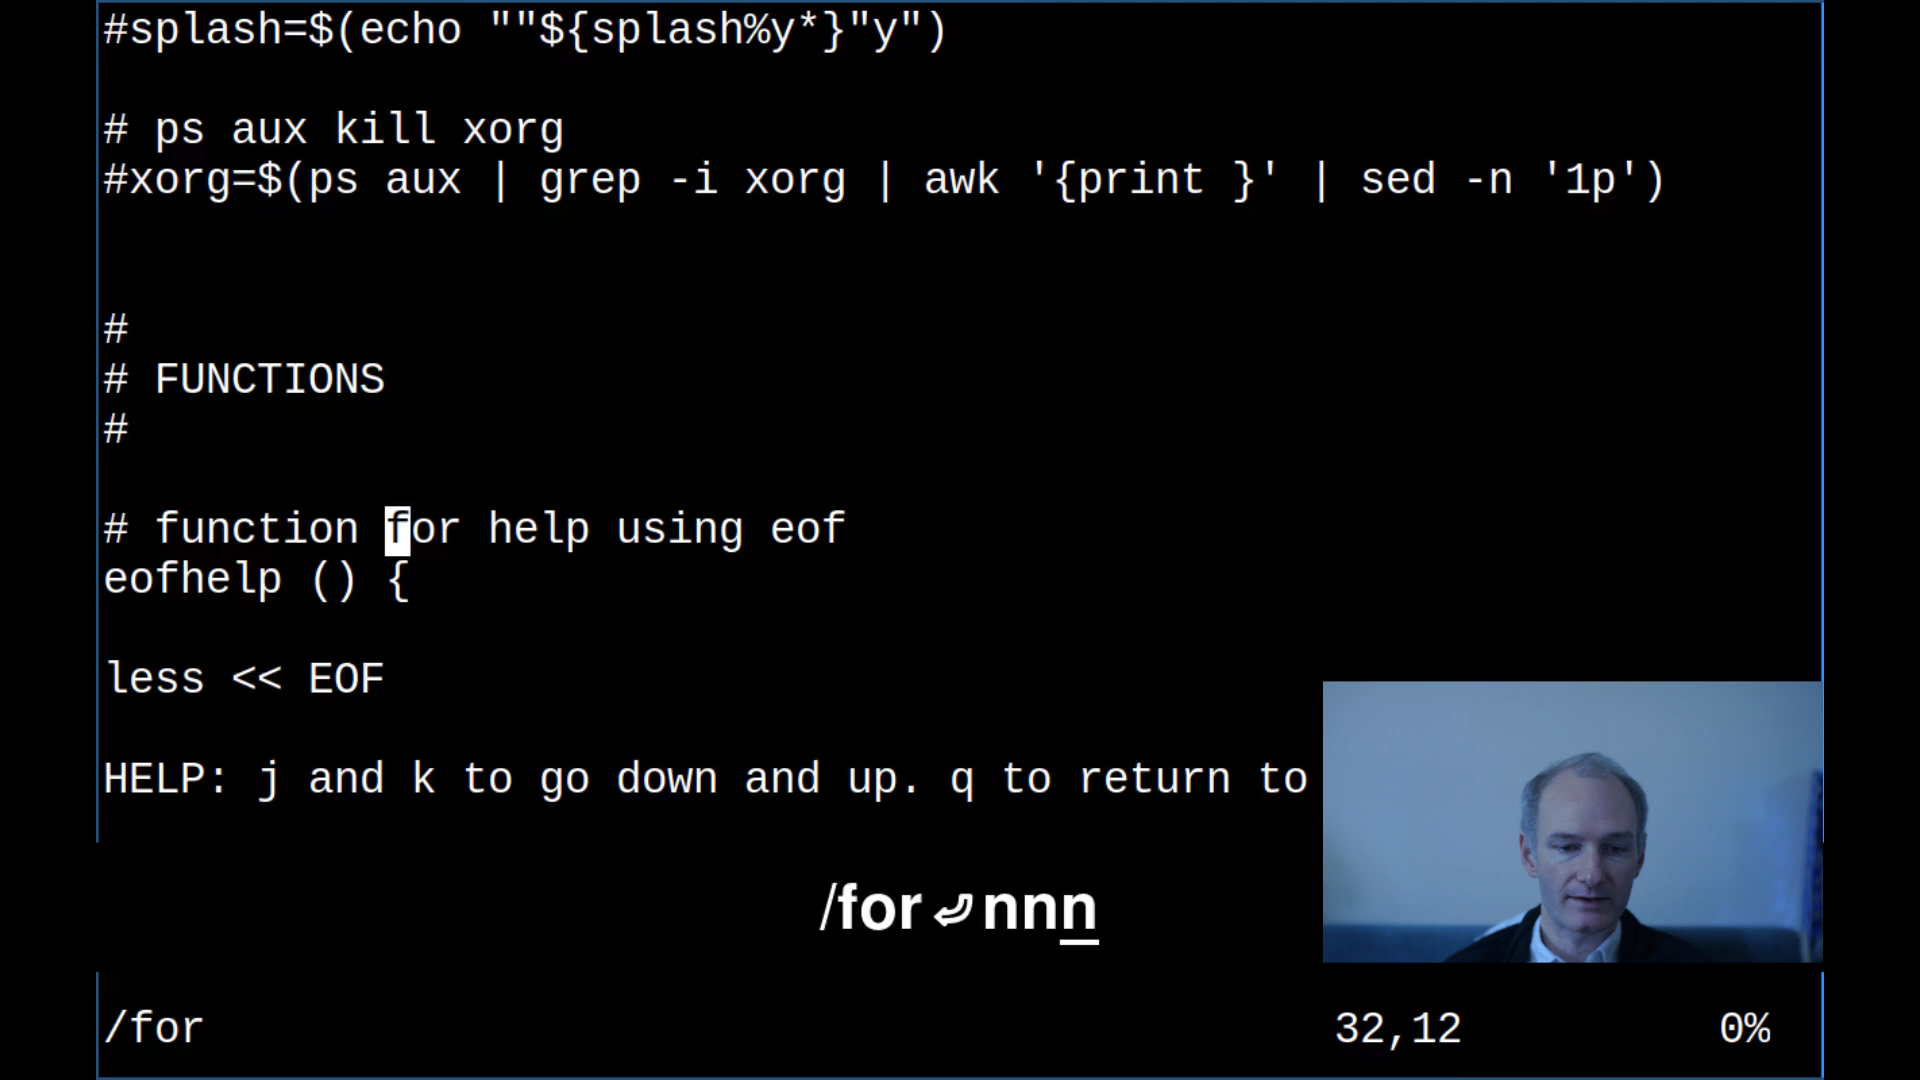 #splash=$(echo ""${splash%y*}"y")
# ps aux kill xorg
#xorg=$(ps aux | grep -i xorg | awk '{print }' | sed -n '1p')
#
# FUNCTIONS
#
# function for help using eof
eofhelp () {
less << EOF
HELP: j and k to go down and up. q to return to
/for⤶nnn
/for 32,12 0%